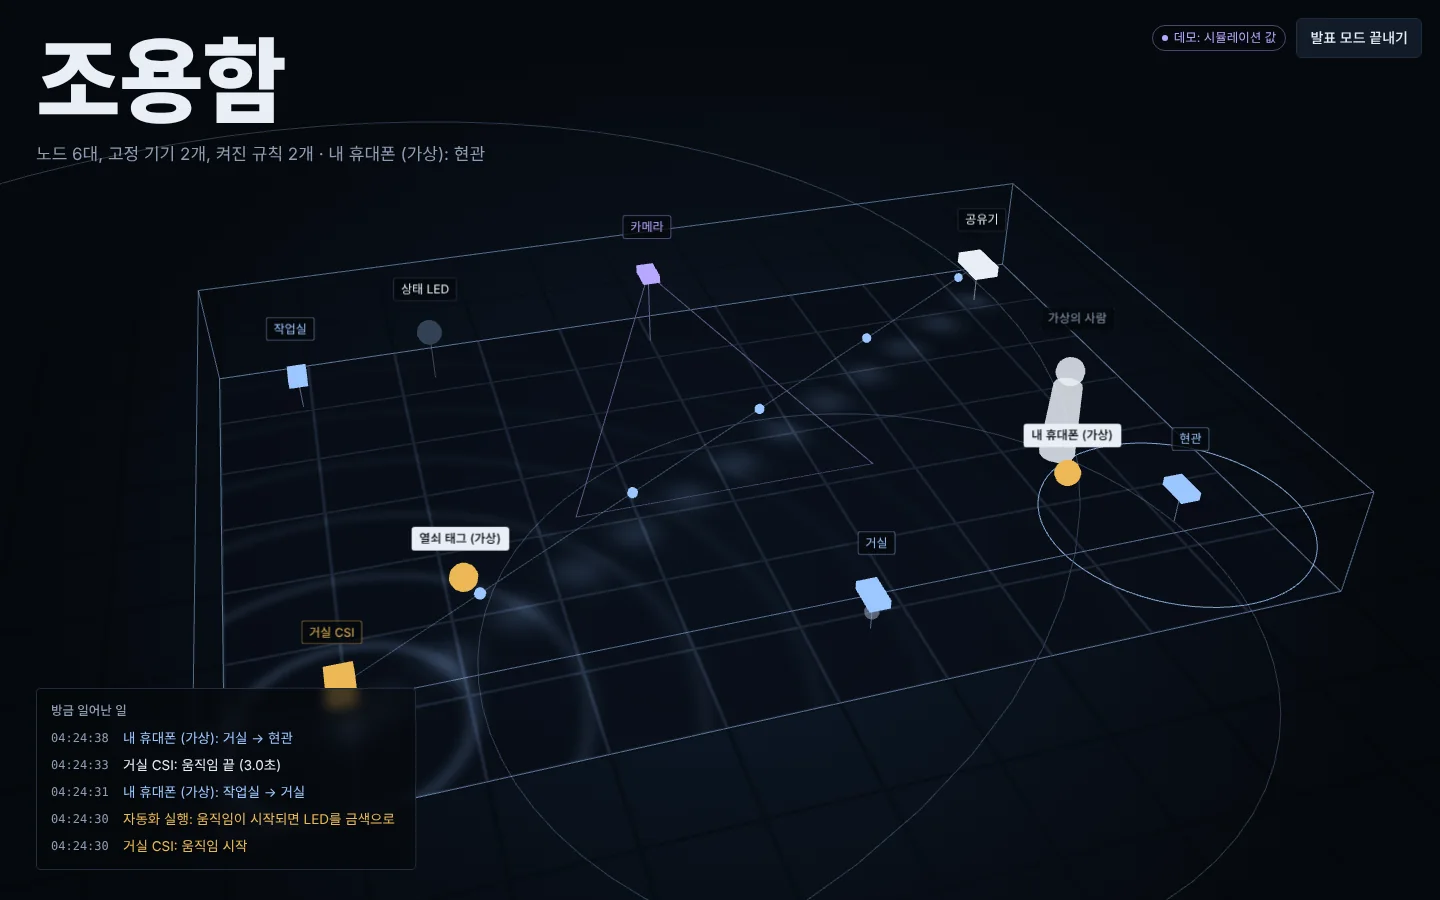 조용함
데모: 시뮬레이션 값
발표 모드 끝내기
노드 6대, 고정 기기 2개, 켜진 규칙 2개 · 내 휴대폰 (가상): 현관
공유기
카메라
상태 LED
작업실
가상의 사람
내 휴대폰 (가상)
현관
열쇠 태그 (가상)
거실
거실 CSI
방금 일어난 일
04:24:38 내 휴대폰 (가상): 거실 → 현관
04:24:33 거실 CSI: 움직임 끝 (3.0초)
04:24:31 내 휴대폰 (가상): 작업실 → 거실
04:24:30 자동화 실행: 움직임이 시작되면 LED를 금색으로
04:24:30 거실 CSI: 움직임 시작